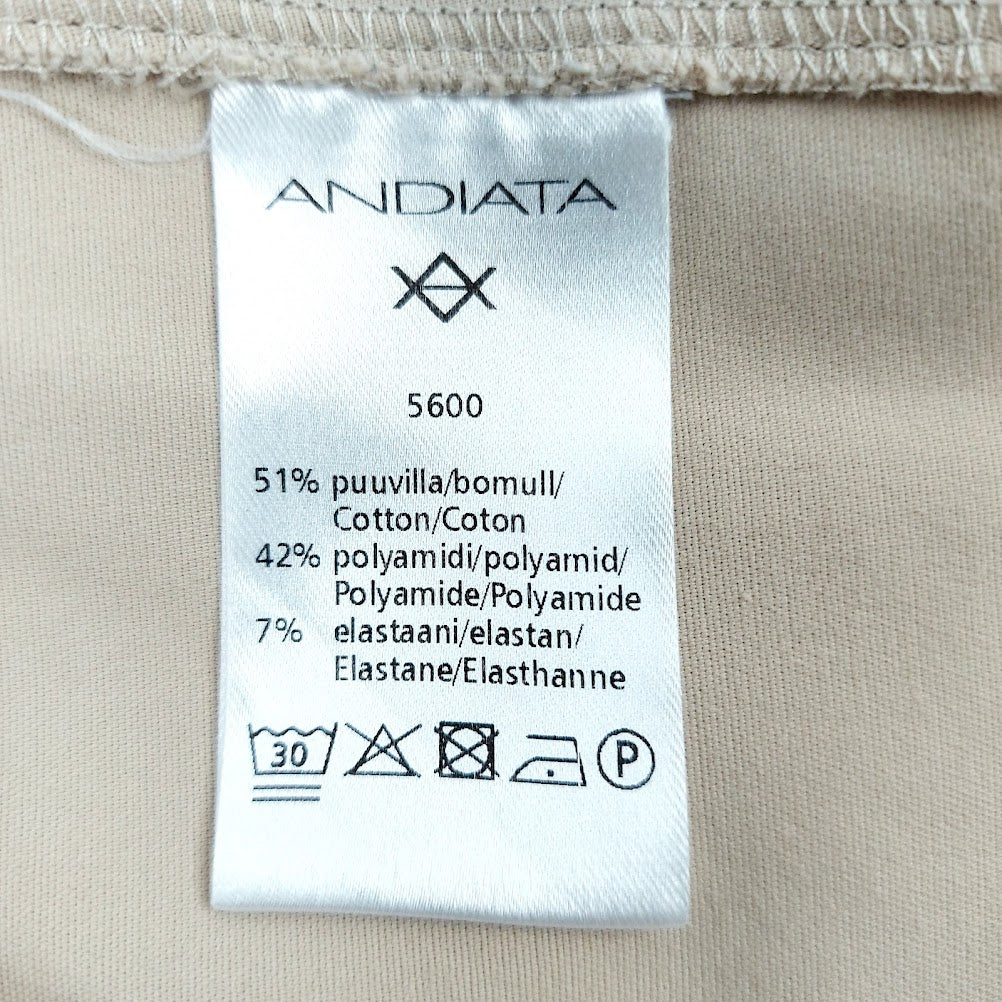 ANDIATA
5600
51% puuvilla/bomull/
Cotton/Coton
42% polyamidi/polyamid/
Polyamide/Polyamide
7% elastaani/elastan/
Elastane/Elasthanne
30
P